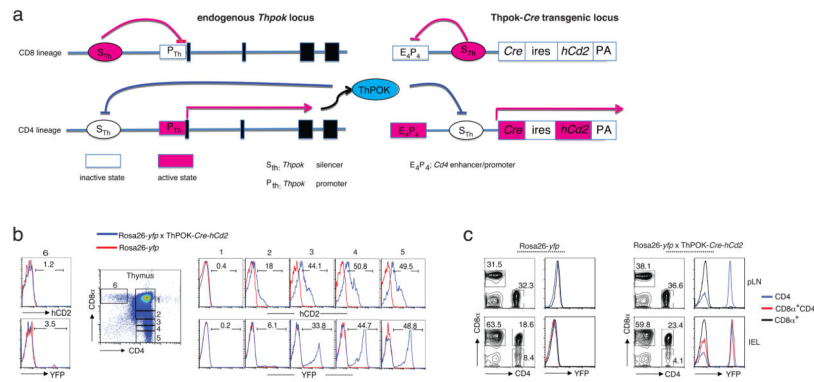 a
endogenous Thpok locus
Thpok-Cre transgenic locus
CD8 lineage
STh
PTh
E4P4
STh
Cre
ires
hCd2
PA
ThPOK
CD4 lineage
STh
PTh
E4P4
STh
Cre
ires
hCd2
PA
inactive state
active state
STh: Thpok silencer
PTh: Thpok promoter
E4P4: Cd4 enhancer/promoter
b
Rosa26-yfp x ThPOK-Cre-hCd2
Rosa26-yfp
6
1.2
hCD2
3.5
YFP
Thymus
6
1
2
3
4
5
CD8α
CD4
1 2 3 4 5
0.4 18 44.1 50.8 49.5
hCD2
0.2 6.1 33.8 44.7 48.8
YFP
c
Rosa26-yfp
Rosa26-yfp x ThPOK-Cre-hCd2
31.5
32.3
38.1
36.6
pLN
63.5
18.6
8.4
59.8
23.4
4.1
IEL
CD8α
CD4
YFP
CD8α
CD4
YFP
CD4
CD8α+CD4
CD8α+